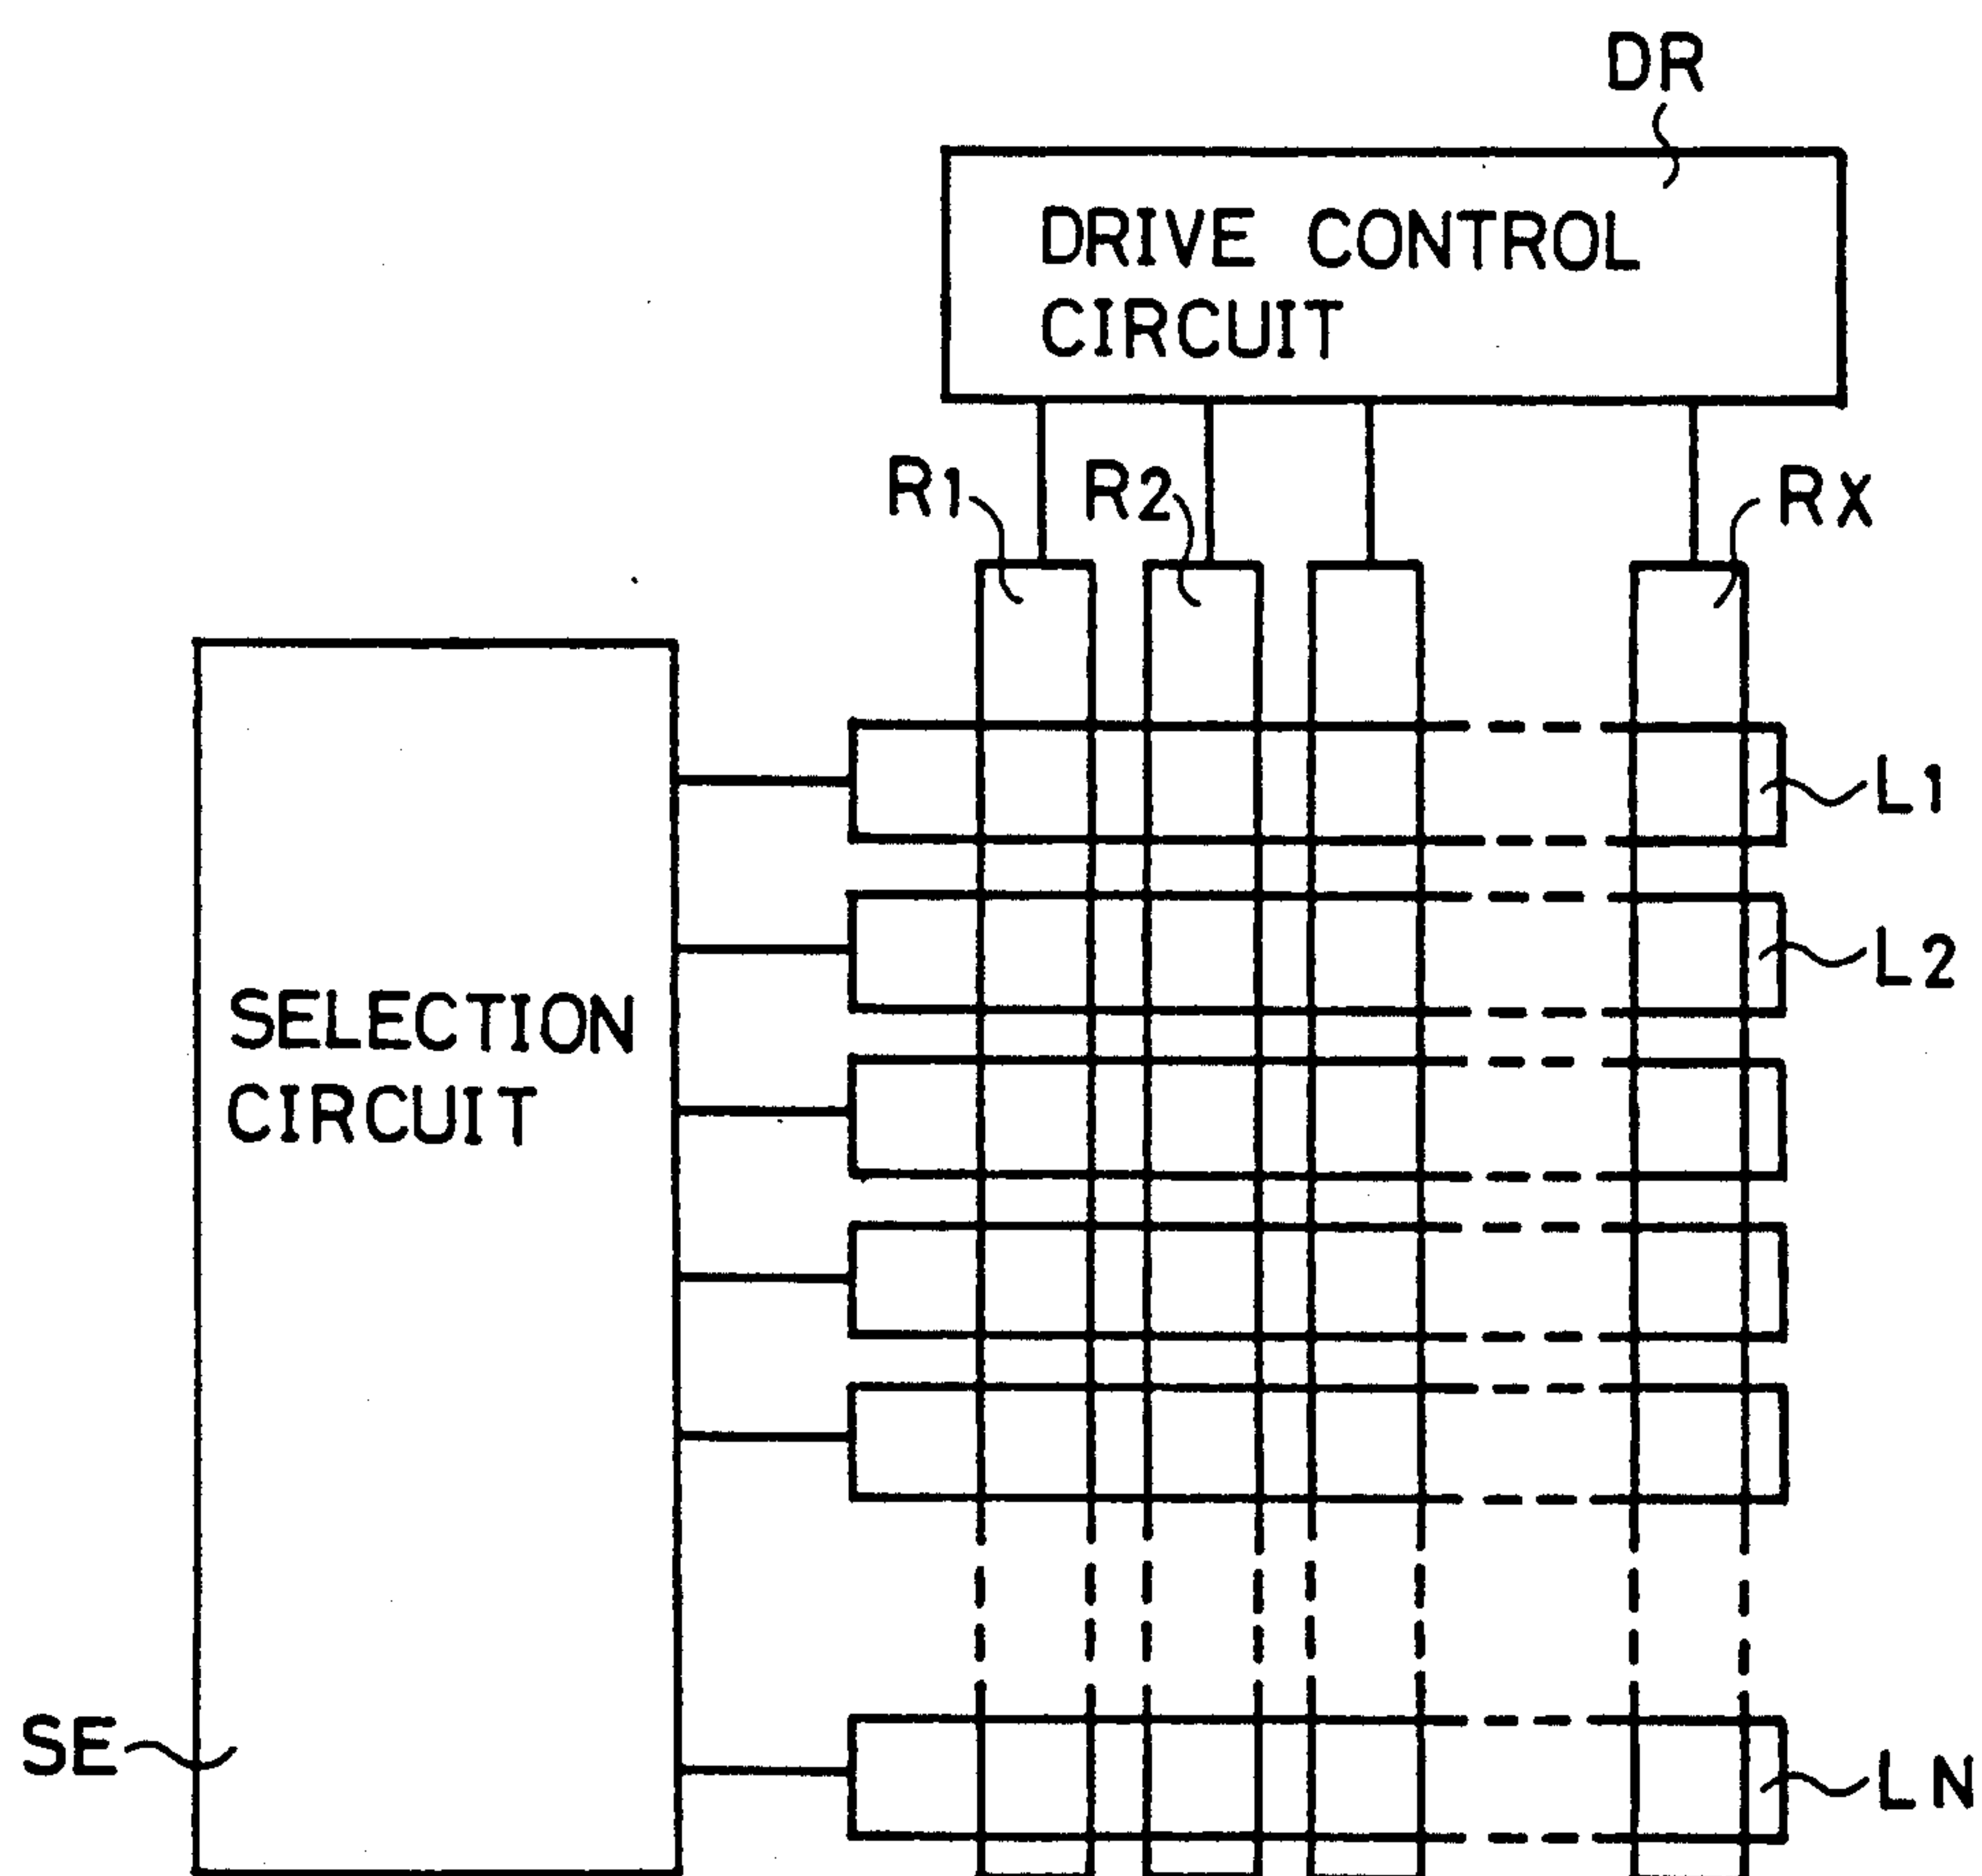 DR
DRIVE CONTROL
CIRCUIT
R1
R2
RX
L1
L2
SELECTION
CIRCUIT
SE
LN